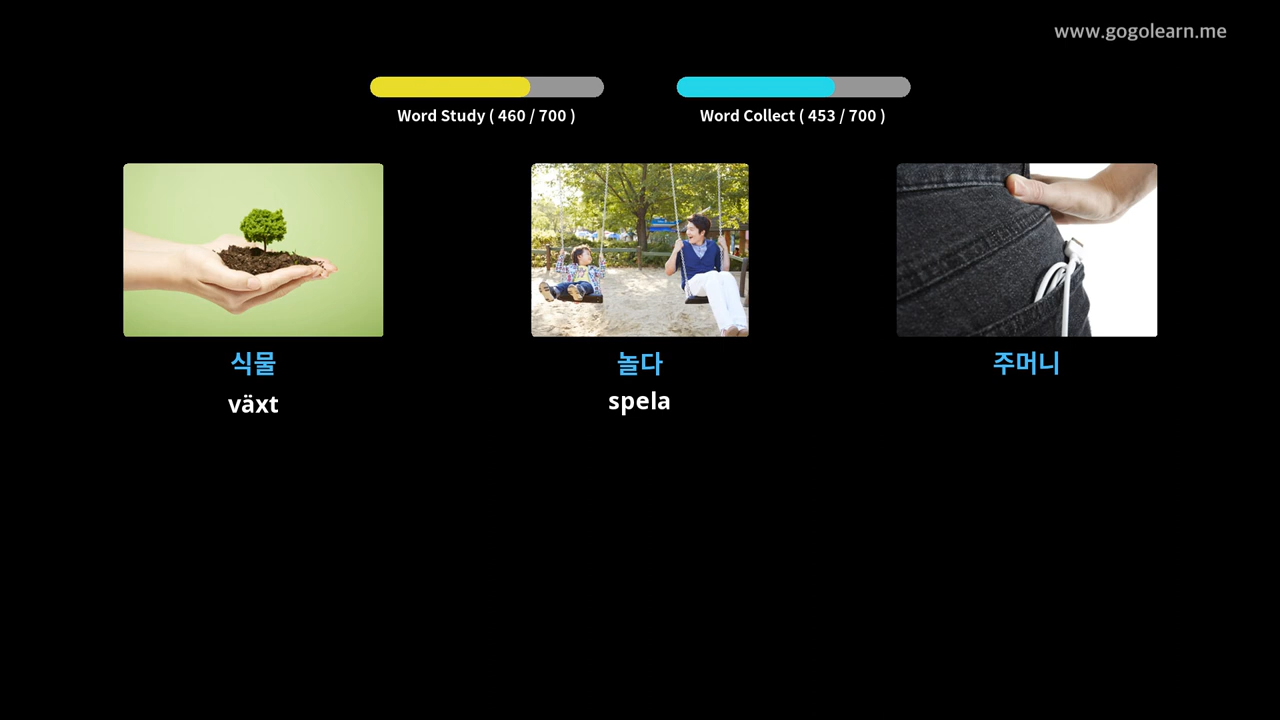 www.gogolearn.me
Word Study ( 460 / 700 )
Word Collect ( 453 / 700 )
식물
놀다
주머니
växt
spela